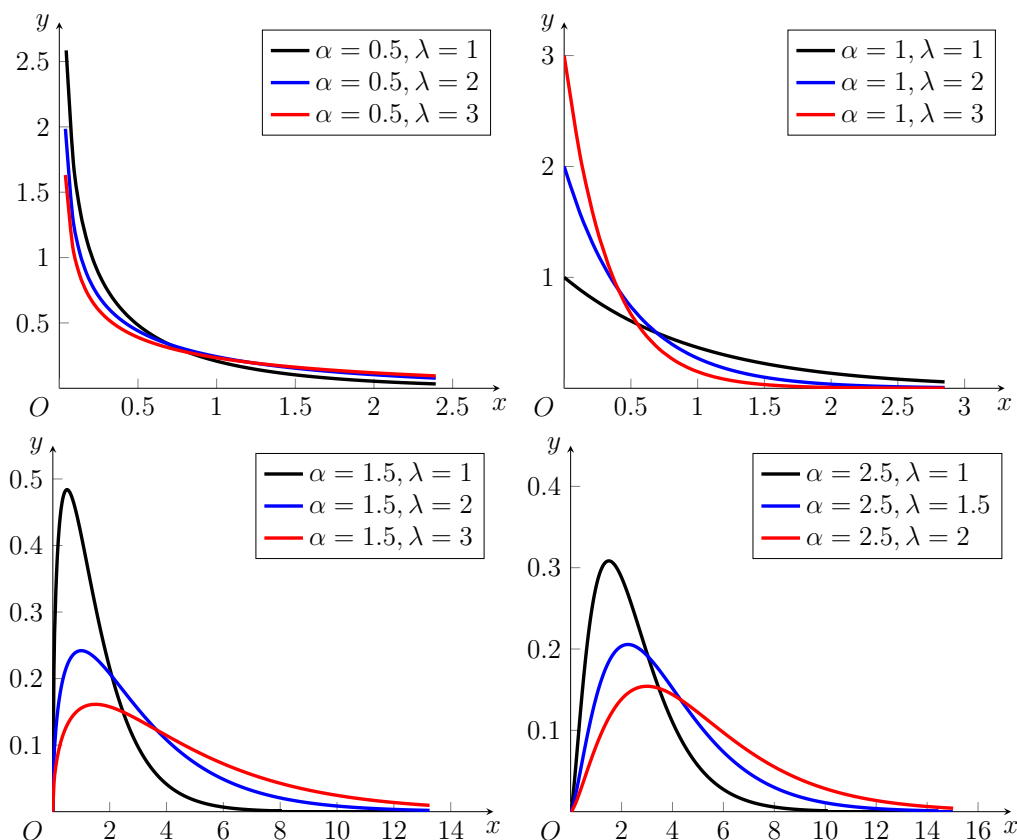 y
α = 0.5, λ = 1
α = 0.5, λ = 2
α = 0.5, λ = 3
2.5
2
1.5
1
0.5
O
0.5 1 1.5 2 2.5 x
y
α = 1, λ = 1
α = 1, λ = 2
α = 1, λ = 3
3
2
1
O
0.5 1 1.5 2 2.5 3 x
y
α = 1.5, λ = 1
α = 1.5, λ = 2
α = 1.5, λ = 3
0.5
0.4
0.3
0.2
0.1
O
2 4 6 8 10 12 14 x
y
α = 2.5, λ = 1
α = 2.5, λ = 1.5
α = 2.5, λ = 2
0.4
0.3
0.2
0.1
O
2 4 6 8 10 12 14 16 x